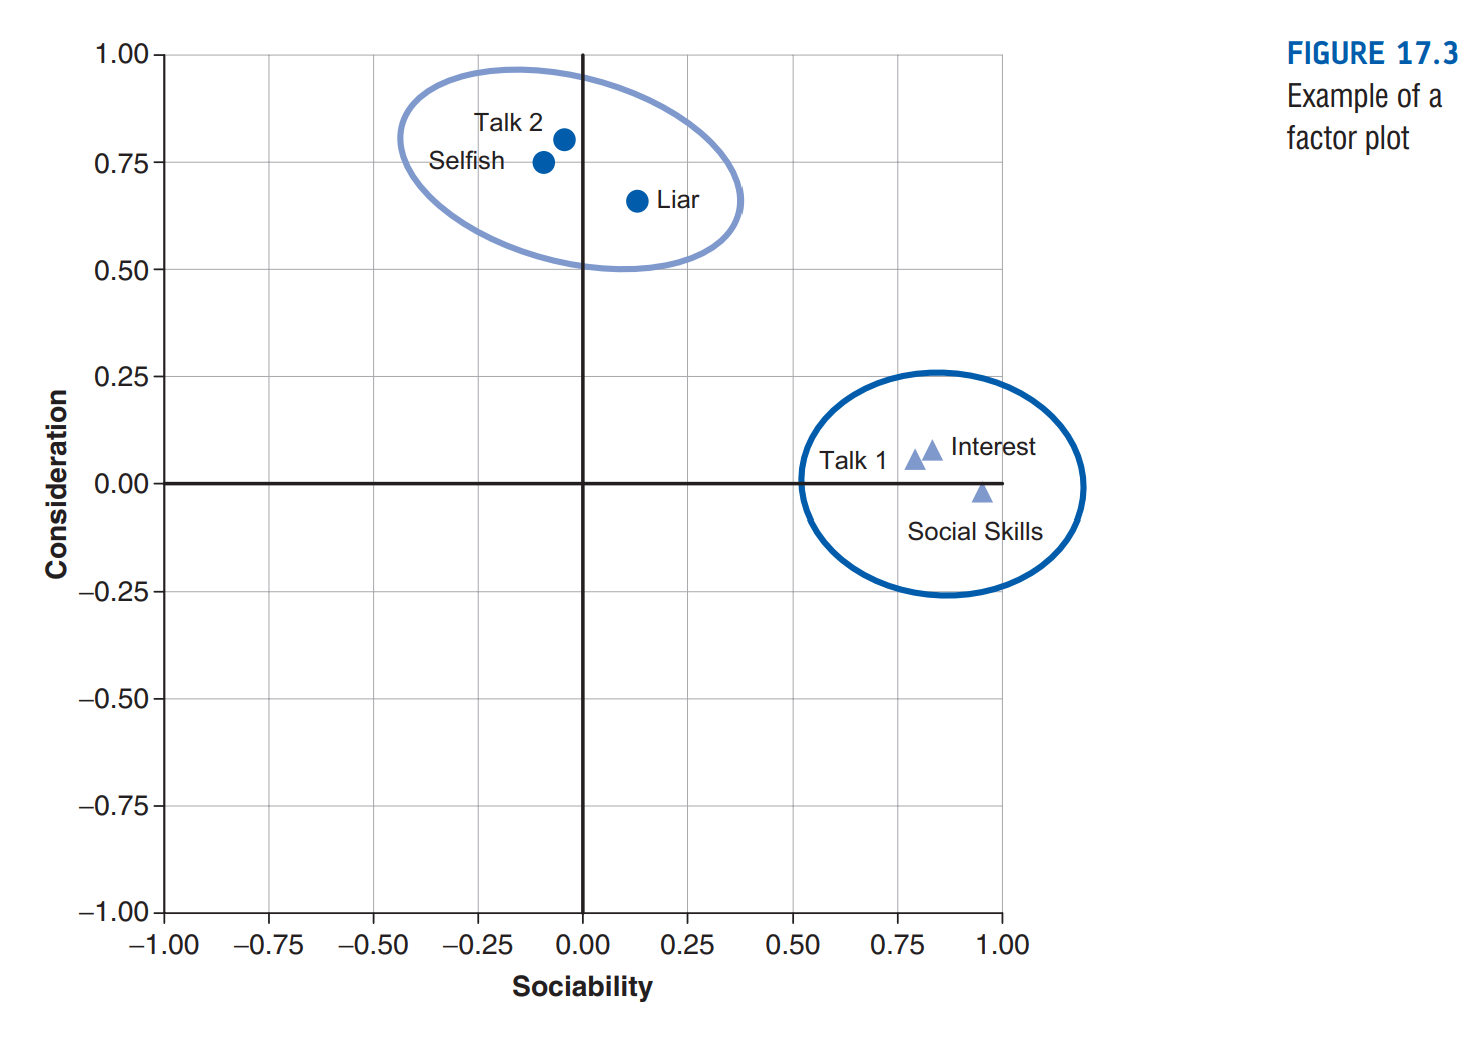 FIGURE 17.3
Example of a
factor plot
1.00
0.75
0.50
0.25
0.00
–0.25
–0.50
–0.75
–1.00
Consideration
Talk 2
Selfish
Liar
Interest
Talk 1
Social Skills
–1.00 –0.75 –0.50 –0.25 0.00 0.25 0.50 0.75 1.00
Sociability